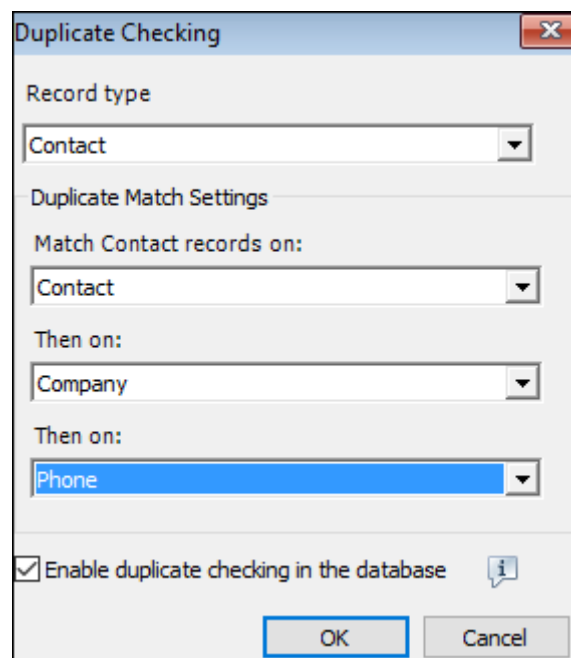 Duplicate Checking
Record type
Contact
Duplicate Match Settings
Match Contact records on:
Contact
Then on:
Company
Then on:
Phone
Enable duplicate checking in the database
OK Cancel